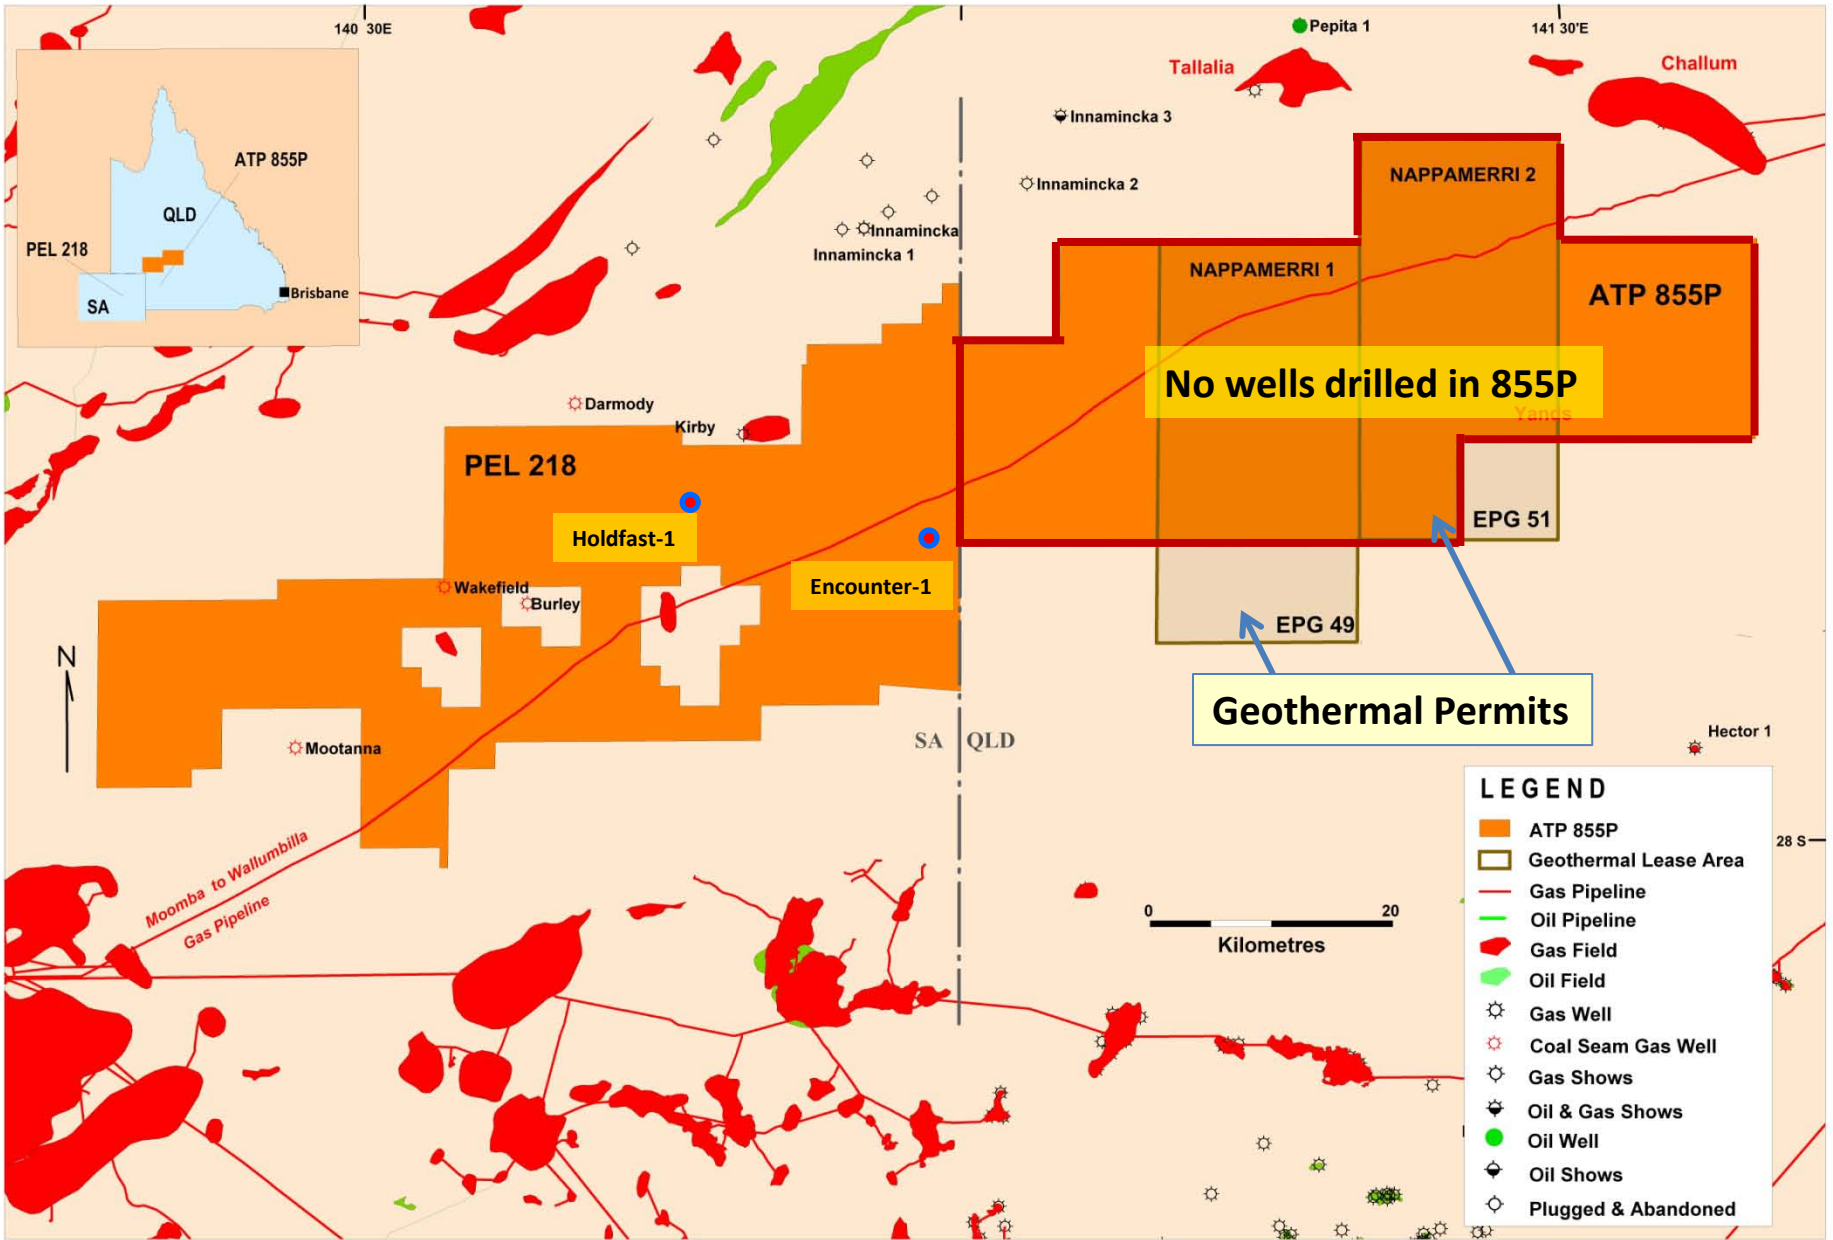 140 30E
141 30'E
Pepita 1
Tallalia
Challum
Innamincka 3
Innamincka 2
Innamincka
Innamincka 1
ATP 855P
QLD
PEL 218
SA
Brisbane
NAPPAMERRI 2
NAPPAMERRI 1
ATP 855P
No wells drilled in 855P
Yanda
Darmody
Kirby
PEL 218
Holdfast-1
Encounter-1
EPG 51
Wakefield
Burley
EPG 49
Geothermal Permits
N
Mootanna
SA
QLD
Hector 1
28 S
Moomba to Wallumbilla
Gas Pipeline
0
20
Kilometres
LEGEND
ATP 855P
Geothermal Lease Area
Gas Pipeline
Oil Pipeline
Gas Field
Oil Field
Gas Well
Coal Seam Gas Well
Gas Shows
Oil & Gas Shows
Oil Well
Oil Shows
Plugged & Abandoned